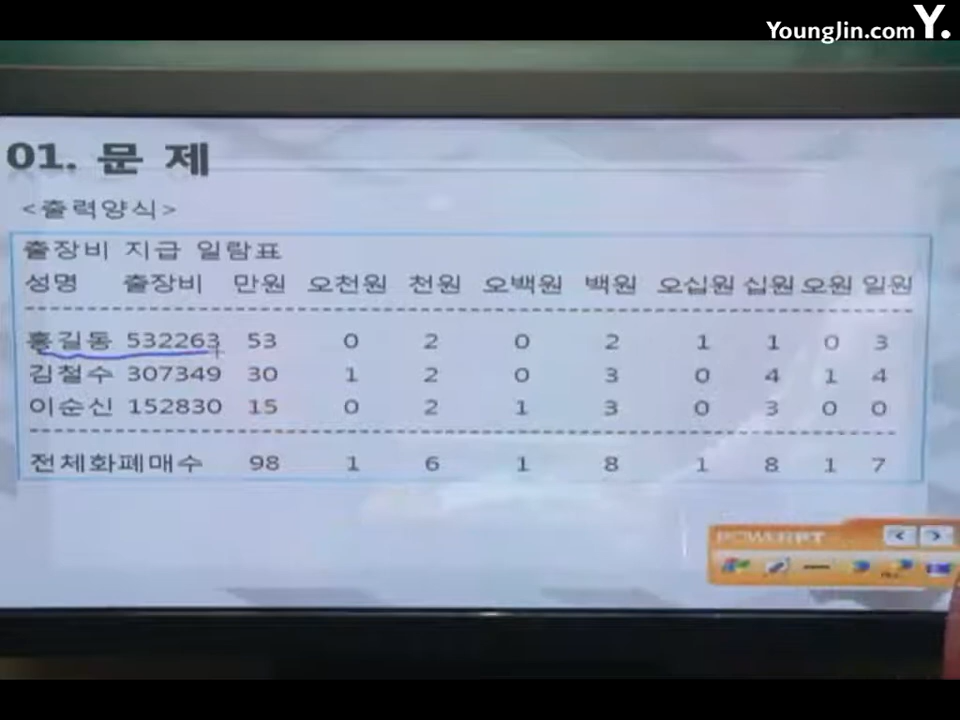 YoungJin.com Y.
01. 문 제
<출력양식>
출장비 지급 일람표
성명 출장비 만원 오천원 천원 오백원 백원 오십원 십원 오원 일원
홍길동 532263 53 0 2 0 2 1 1 0 3
김철수 307349 30 1 2 0 3 0 4 1 4
이순신 152830 15 0 2 1 3 0 3 0 0
전체화폐매수 98 1 6 1 8 1 8 1 7
POWERPT